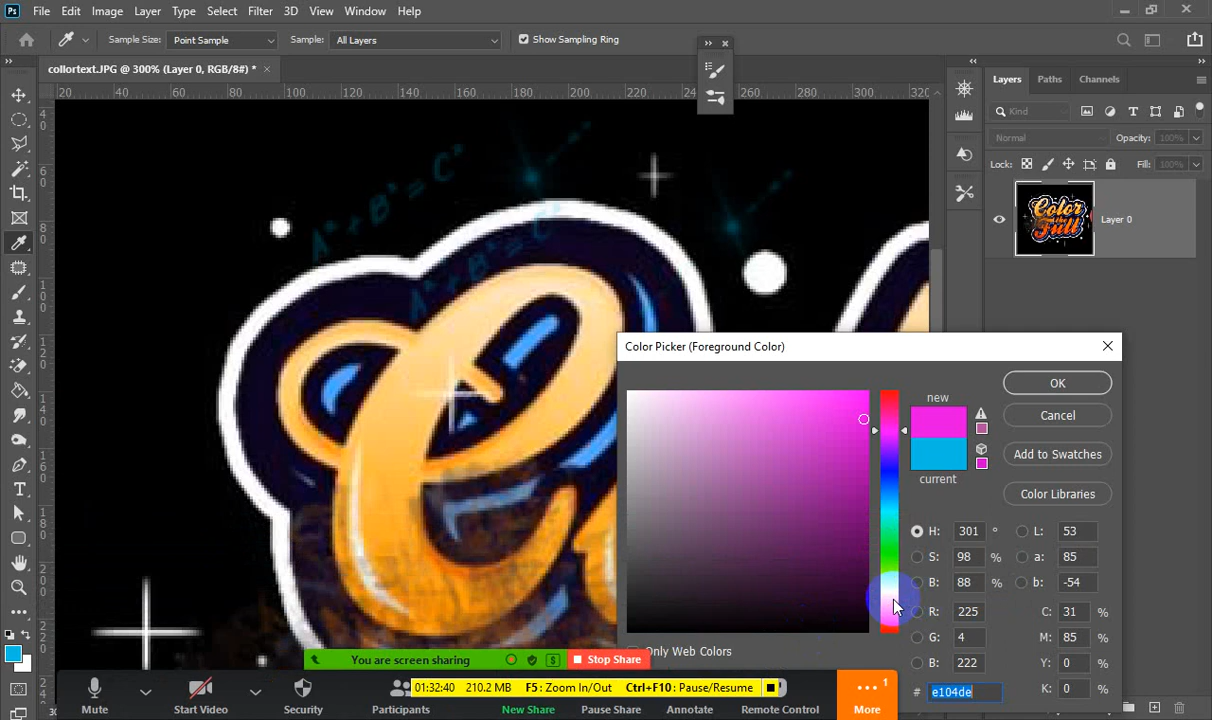 Ps File Edit Image Layer Type Select Filter 3D View Window Help
Sample Size: Point Sample Sample: All Layers Show Sampling Ring
collortext.JPG @ 300% (Layer 0, RGB/8#) * ×
20 40 60 80 100 120 140 160 180 200 220 240 260 280 300 320
Layers Paths Channels
Kind
Normal Opacity: 100%
Lock: Fill: 100%
Color
the
Full
Layer 0
Color Picker (Foreground Color)
new
current
OK
Cancel
Add to Swatches
Color Libraries
H: 301 ° L: 53
S: 98 % a: 85
B: 88 % b: -54
R: 225 C: 31 %
G: 4 M: 85 %
B: 222 Y: 0 %
# e104de K: 0 %
Only Web Colors
You are screen sharing Stop Share
01:32:40 210.2 MB F5: Zoom In/Out Ctrl+F10: Pause/Resume
1
Mute Start Video Security Participants New Share Pause Share Annotate Remote Control More